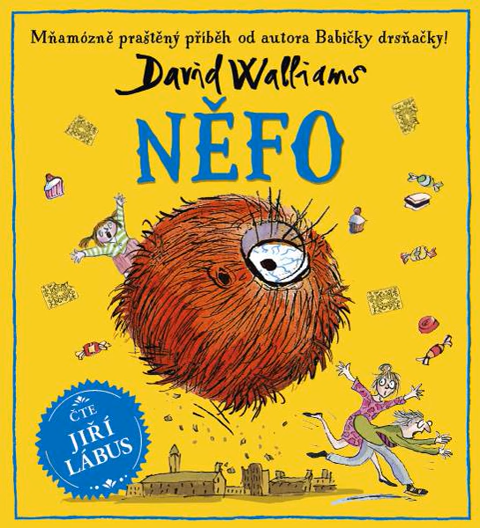 Mňamózně praštěný příběh od autora Babičky drsňačky!
David Walliams
NĚFO
ČTE
JIŘÍ
LÁBUS